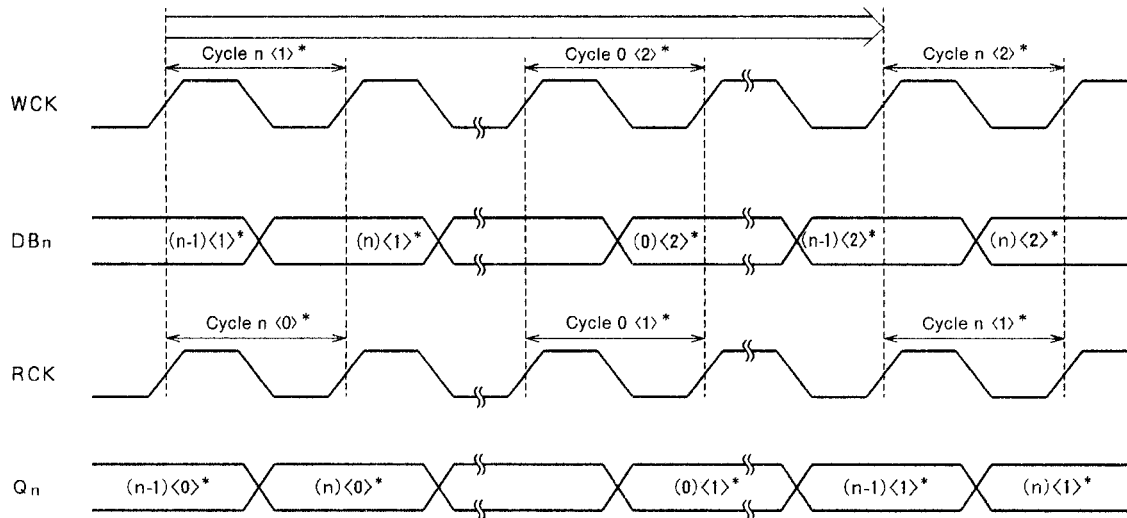 Cycle n ⟨1⟩* Cycle 0 ⟨2⟩* Cycle n ⟨2⟩*
WCK
DBn (n-1)⟨1⟩* (n)⟨1⟩* (0)⟨2⟩* (n-1)⟨2⟩* (n)⟨2⟩*
Cycle n ⟨0⟩* Cycle 0 ⟨1⟩* Cycle n ⟨1⟩*
RCK
Qn (n-1)⟨0⟩* (n)⟨0⟩* (0)⟨1⟩* (n-1)⟨1⟩* (n)⟨1⟩*